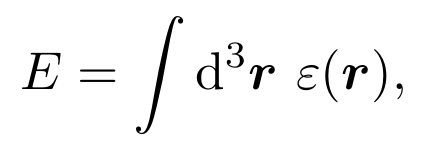 E = ∫ d³𝒓 ε(𝒓),